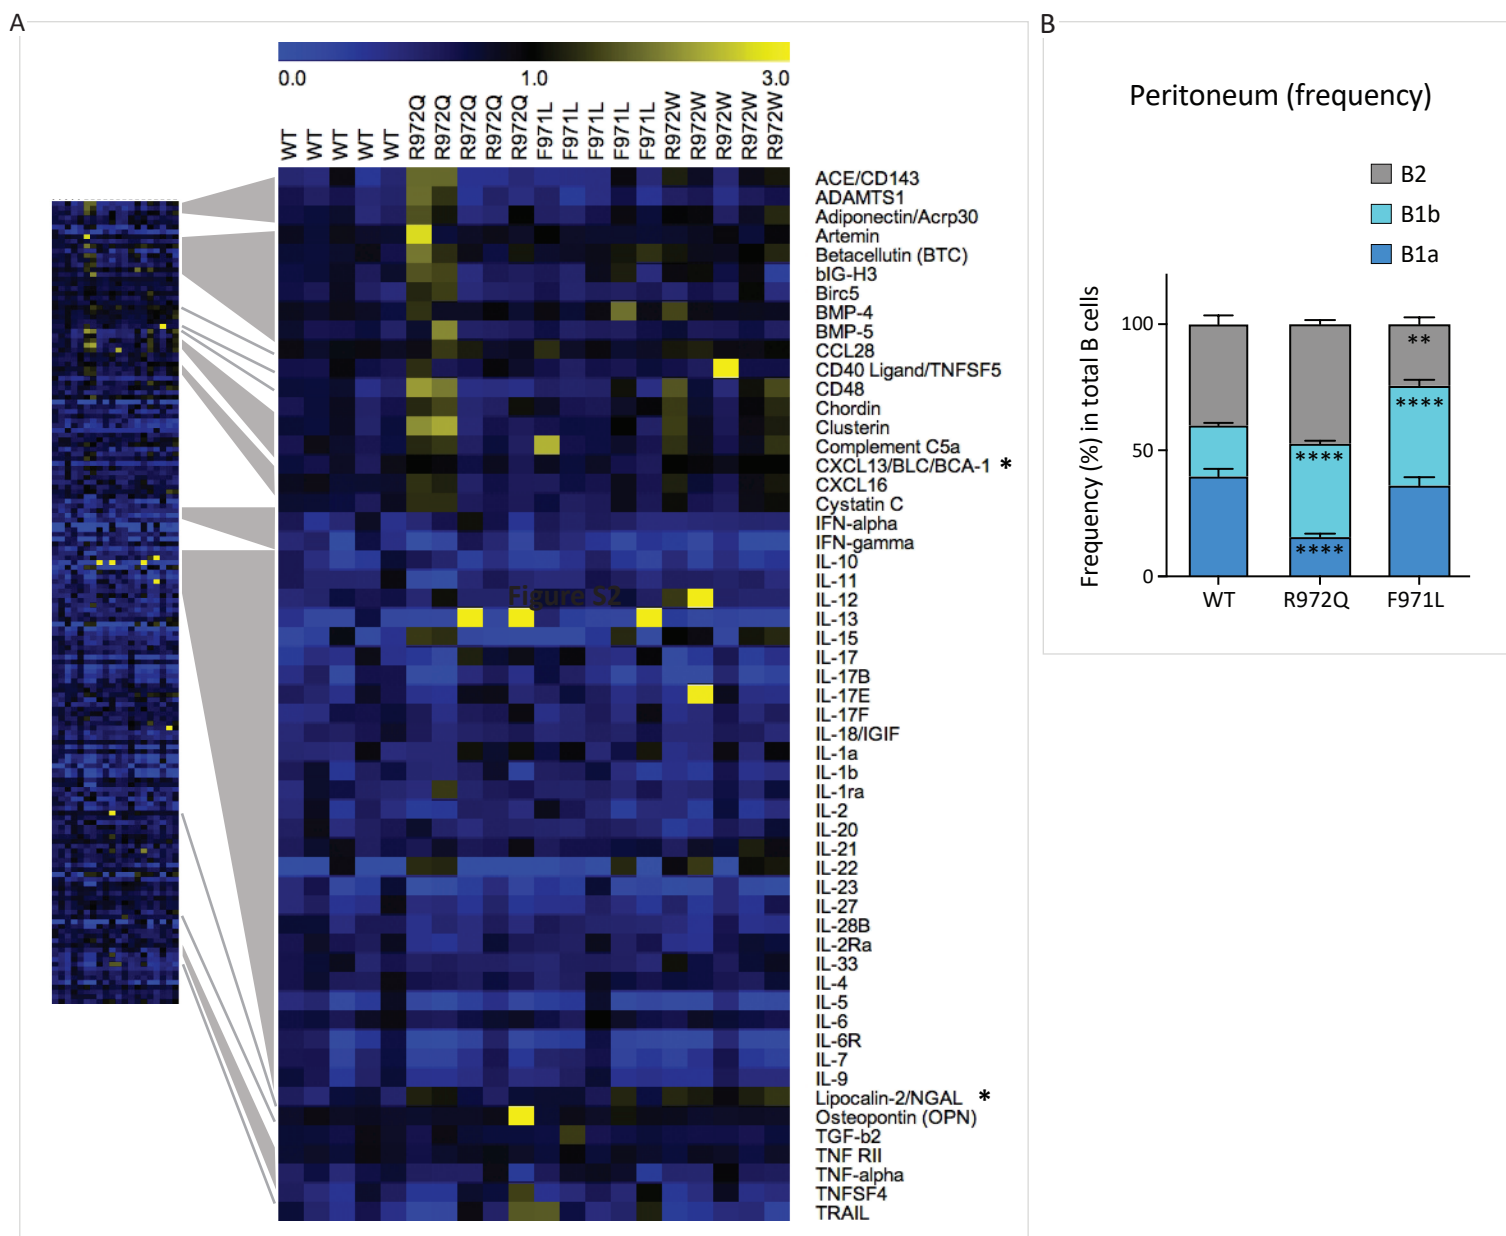 A
0.0 1.0 3.0
WT WT WT WT WT R972Q R972Q R972Q R972Q R972Q F971L F971L F971L F971L F971L R972W R972W R972W R972W R972W
ACE/CD143
ADAMTS1
Adiponectin/Acrp30
Artemin
Betacellutin (BTC)
bIG-H3
Birc5
BMP-4
BMP-5
CCL28
CD40 Ligand/TNFSF5
CD48
Chordin
Clusterin
Complement C5a
CXCL13/BLC/BCA-1 *
CXCL16
Cystatin C
IFN-alpha
IFN-gamma
IL-10
IL-11
IL-12
Figure S2
IL-13
IL-15
IL-17
IL-17B
IL-17E
IL-17F
IL-18/IGIF
IL-1a
IL-1b
IL-1ra
IL-2
IL-20
IL-21
IL-22
IL-23
IL-27
IL-28B
IL-2Ra
IL-33
IL-4
IL-5
IL-6
IL-6R
IL-7
IL-9
Lipocalin-2/NGAL *
Osteopontin (OPN)
TGF-b2
TNF RII
TNF-alpha
TNFSF4
TRAIL
B
Peritoneum (frequency)
B2
B1b
B1a
Frequency (%) in total B cells
100
50
0
**
****
****
****
WT R972Q F971L